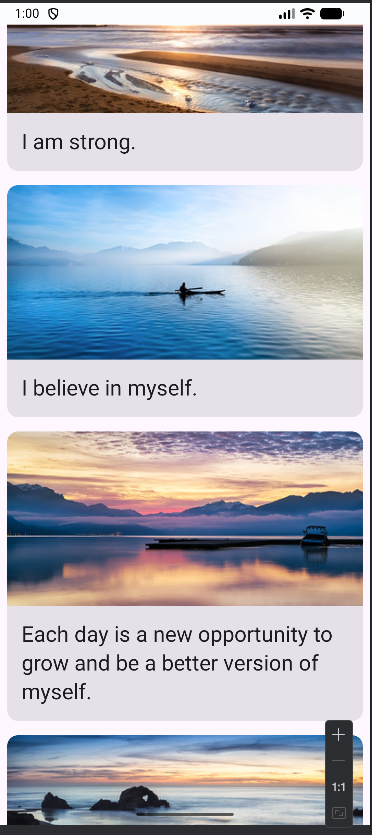 1:00
I am strong.
I believe in myself.
Each day is a new opportunity to
grow and be a better version of
myself.
1:1